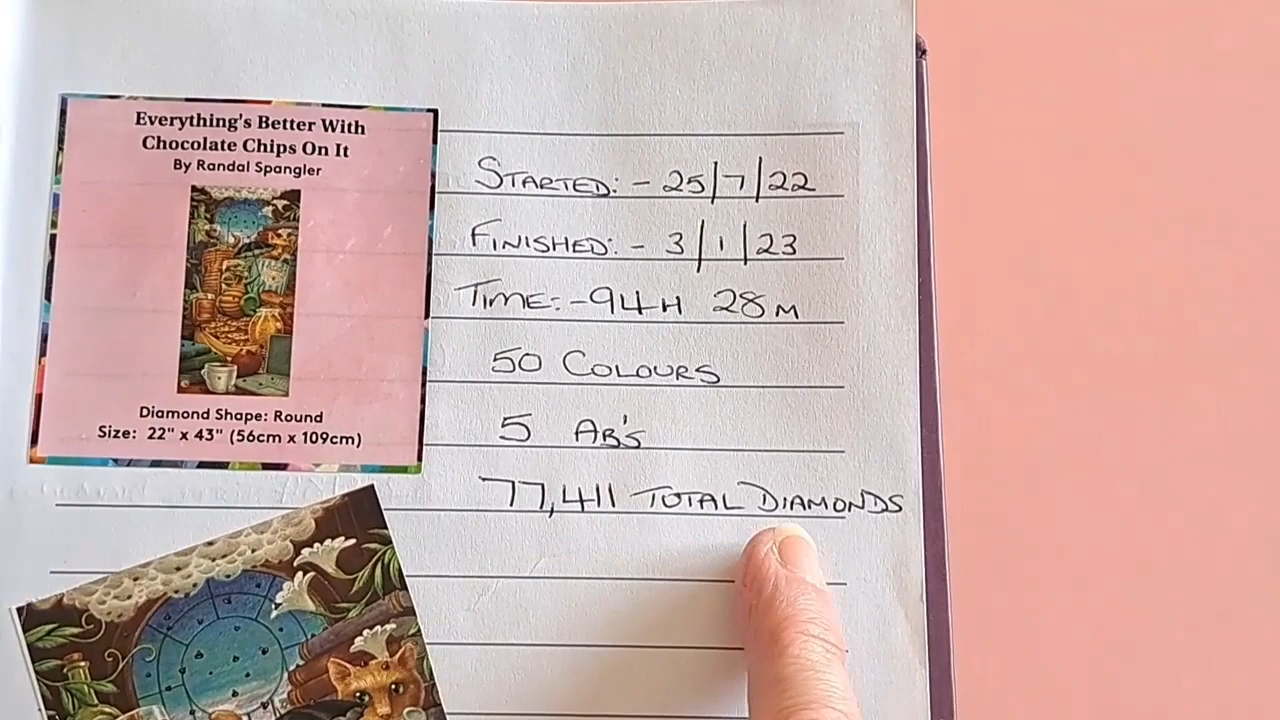 Everything's Better With
Chocolate Chips On It
By Randal Spangler
Diamond Shape: Round
Size: 22" x 43" (56cm x 109cm)
STARTED: - 25/7/22
FINISHED: - 3/1/23
TIME: - 94H 28M
50 COLOURS
5 AB'S
77,411 TOTAL DIAMONDS